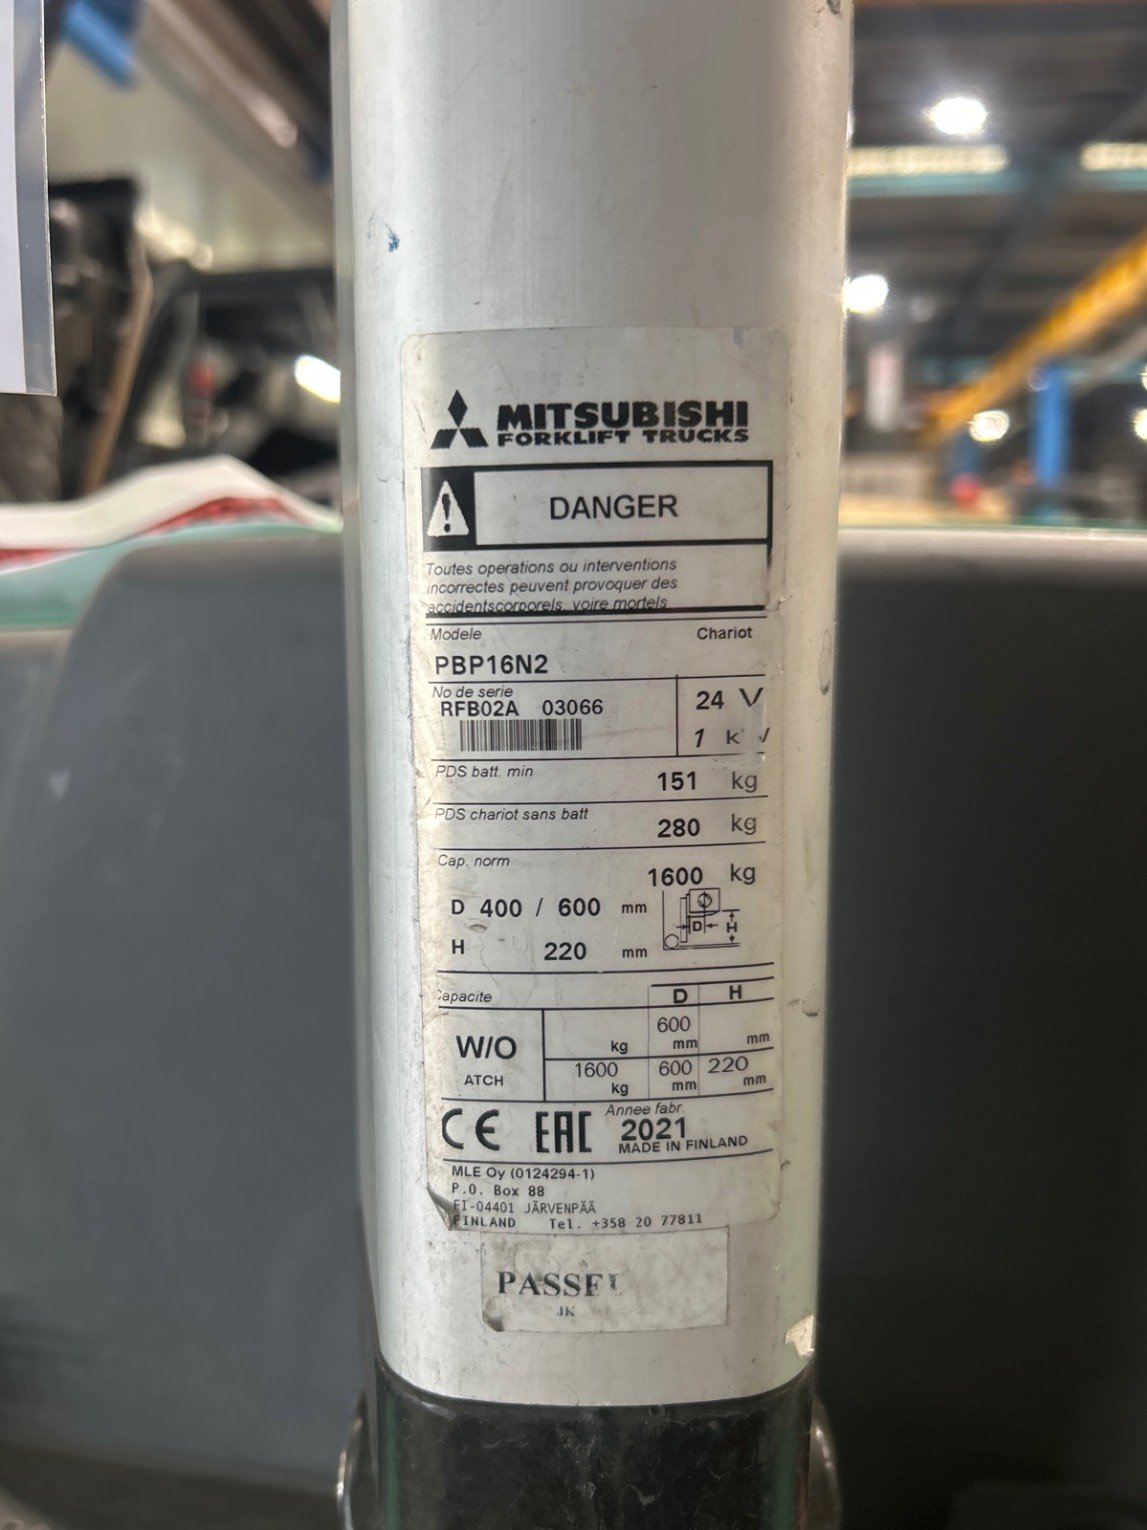 MITSUBISHI
FORKLIFT TRUCKS
DANGER
Toutes operations ou interventions
incorrectes peuvent provoquer des
accidentscorporels, voire mortels
Modele Chariot
PBP16N2
No de serie
RFB02A 03066 24 V
1
PDS batt. min 151 kg
PDS chariot sans batt 280 kg
Cap. norm 1600 kg
D 400 / 600 mm
D H
H 220 mm
D H
W/O 600
kg mm mm
1600 600 220
ATCH kg mm mm
CE EAC Annee fabr.
2021
MADE IN FINLAND
MLE Oy (0124294-1)
P.O. Box 88
FI-04401 JÄRVENPÄÄ
FINLAND Tel. +358 20 77811
JK